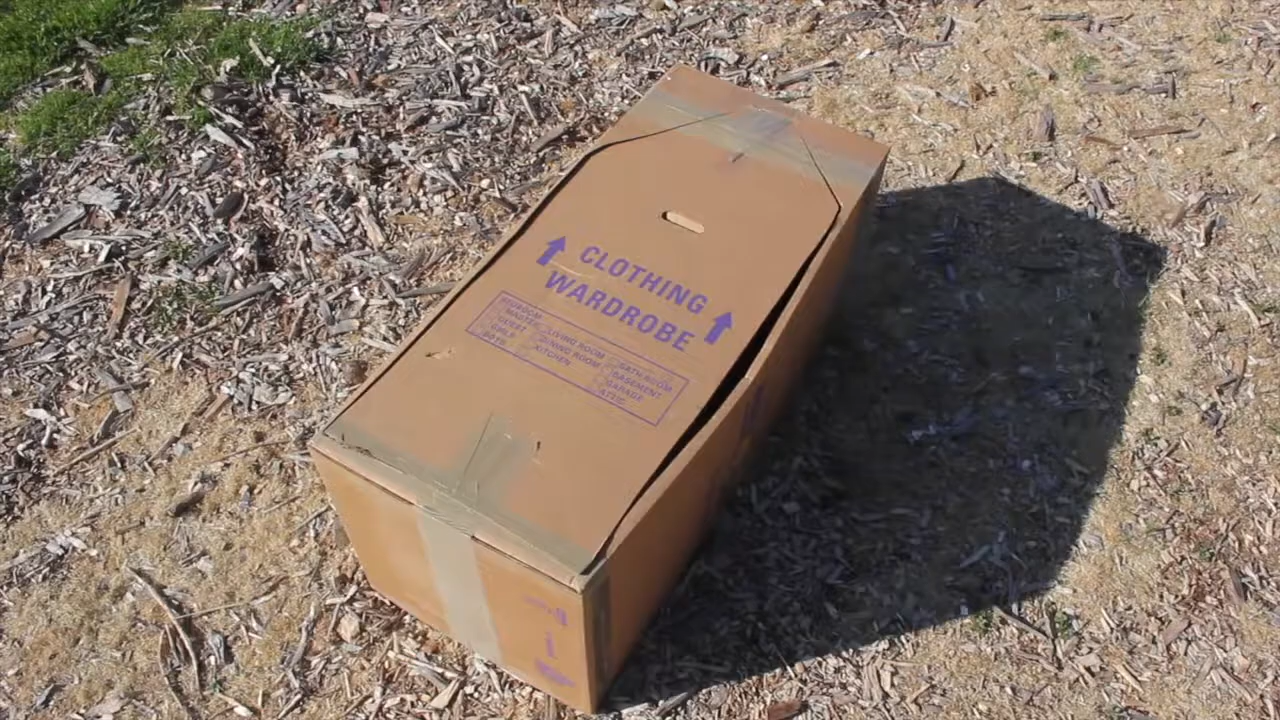 CLOTHING
WARDROBE
BEDROOM
MASTER LIVING ROOM BATH ROOM
GUEST DINING ROOM BASEMENT
GIRLS KITCHEN GARAGE
BOYS ATTIC